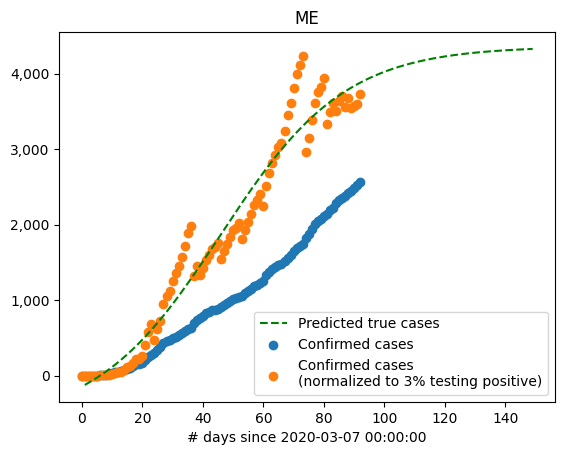 ME
4,000
3,000
2,000
1,000
0
Predicted true cases
Confirmed cases
Confirmed cases
(normalized to 3% testing positive)
0 20 40 60 80 100 120 140
# days since 2020-03-07 00:00:00